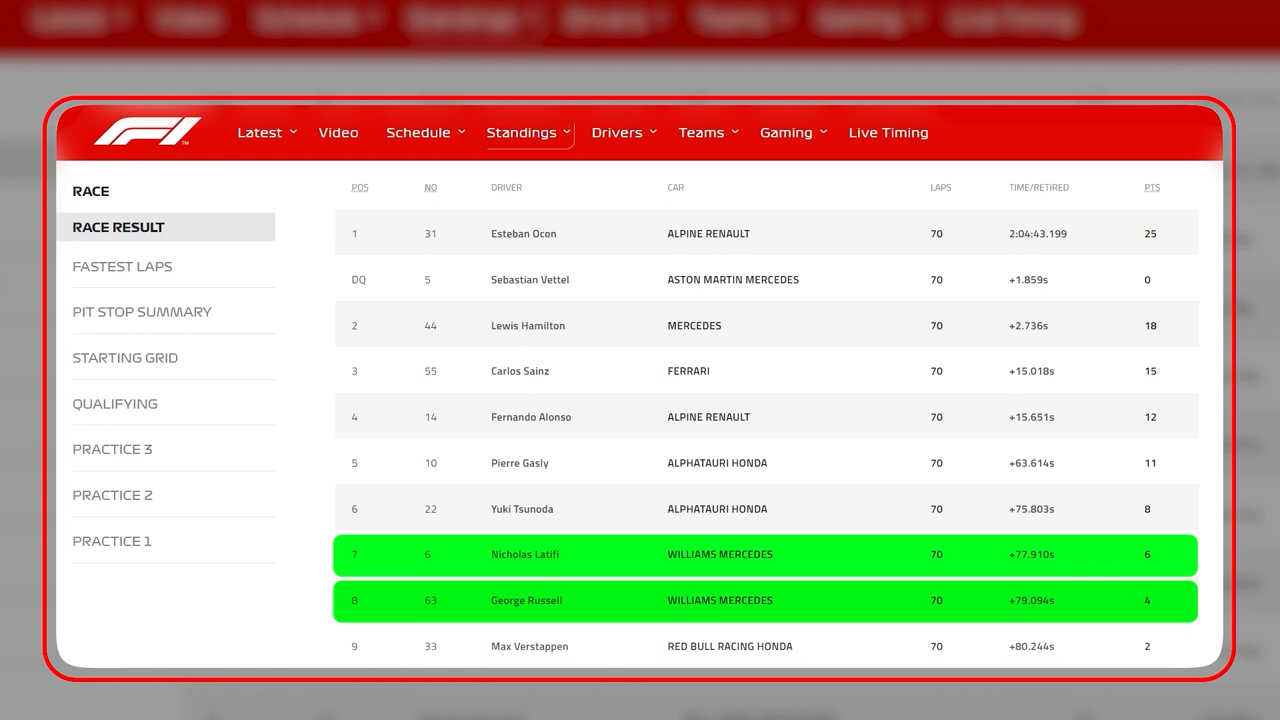 F1 Latest Video Schedule Standings Drivers Teams Gaming Live Timing
RACE
RACE RESULT
FASTEST LAPS
PIT STOP SUMMARY
STARTING GRID
QUALIFYING
PRACTICE 3
PRACTICE 2
PRACTICE 1
POS NO DRIVER CAR LAPS TIME/RETIRED PTS
1 31 Esteban Ocon ALPINE RENAULT 70 2:04:43.199 25
DQ 5 Sebastian Vettel ASTON MARTIN MERCEDES 70 +1.859s 0
2 44 Lewis Hamilton MERCEDES 70 +2.736s 18
3 55 Carlos Sainz FERRARI 70 +15.018s 15
4 14 Fernando Alonso ALPINE RENAULT 70 +15.651s 12
5 10 Pierre Gasly ALPHATAURI HONDA 70 +63.614s 11
6 22 Yuki Tsunoda ALPHATAURI HONDA 70 +75.803s 8
7 6 Nicholas Latifi WILLIAMS MERCEDES 70 +77.910s 6
8 63 George Russell WILLIAMS MERCEDES 70 +79.094s 4
9 33 Max Verstappen RED BULL RACING HONDA 70 +80.244s 2